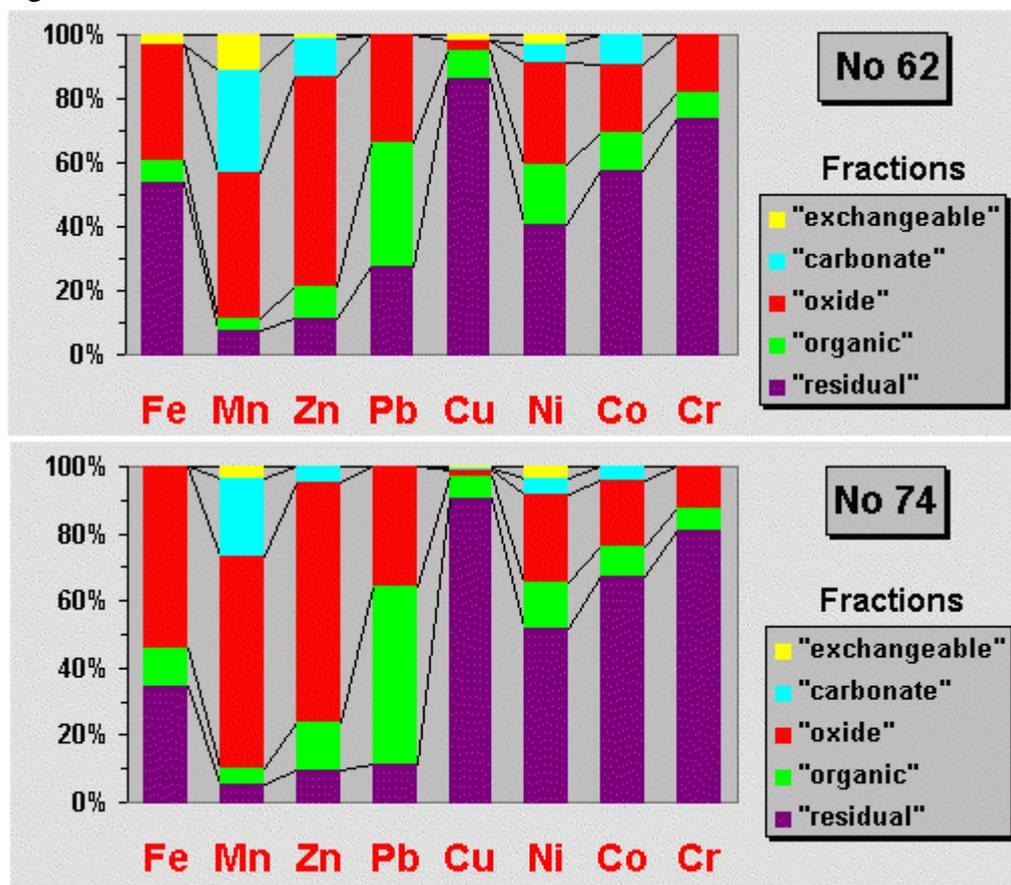 100%
80%
60%
40%
20%
0%
Fe Mn Zn Pb Cu Ni Co Cr
No 62
Fractions
"exchangeable"
"carbonate"
"oxide"
"organic"
"residual"
100%
80%
60%
40%
20%
0%
Fe Mn Zn Pb Cu Ni Co Cr
No 74
Fractions
"exchangeable"
"carbonate"
"oxide"
"organic"
"residual"